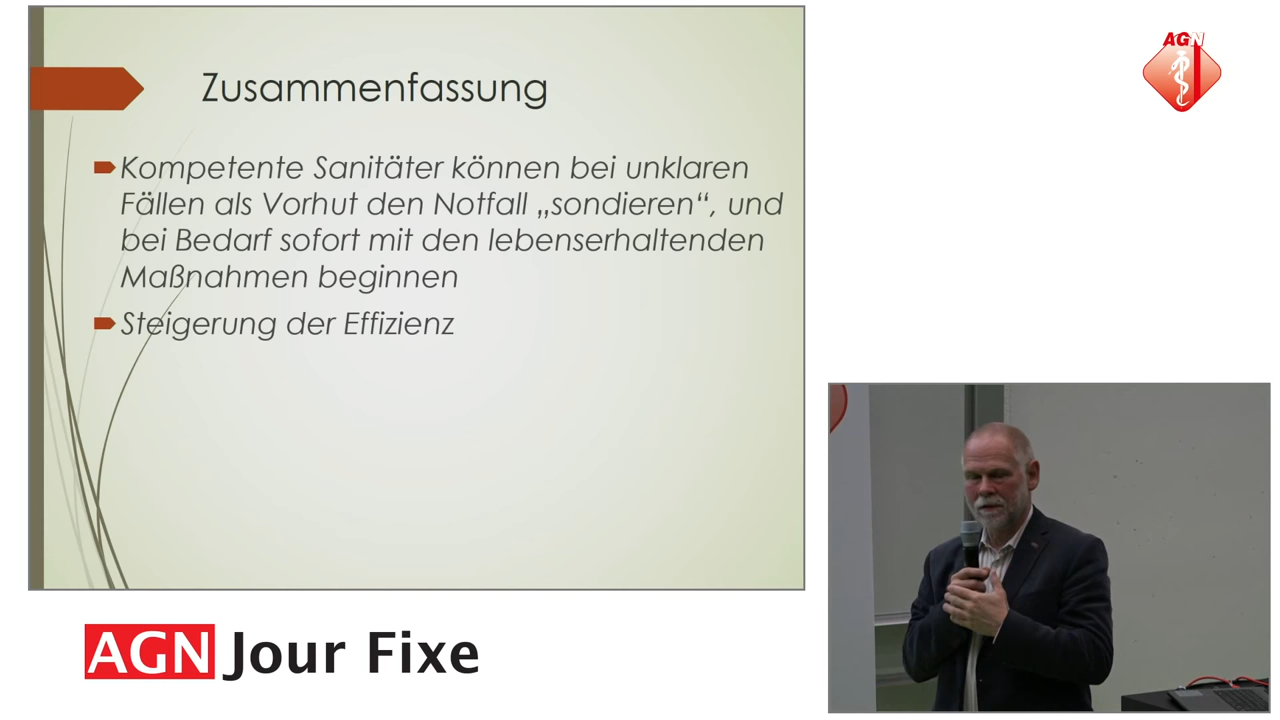 AGN
Zusammenfassung
Kompetente Sanitäter können bei unklaren
Fällen als Vorhut den Notfall „sondieren“, und
bei Bedarf sofort mit den lebenserhaltenden
Maßnahmen beginnen
Steigerung der Effizienz
AGN Jour Fixe